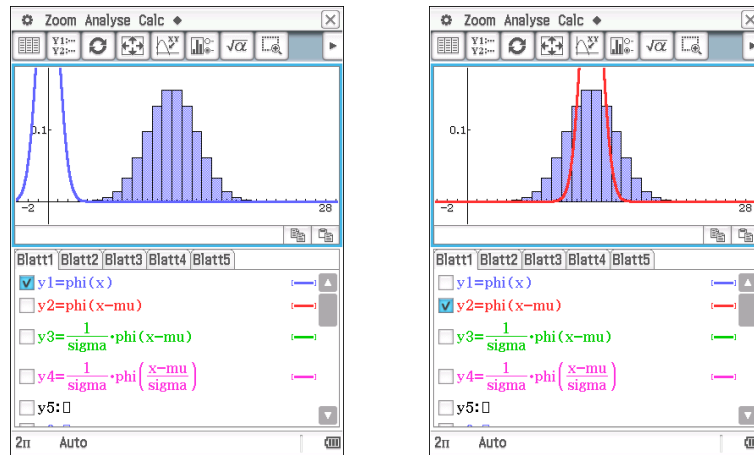 Zoom Analyse Calc ◆
Y1:...
Y2:...
XY
√α
0.1
-2
28
Blatt1 Blatt2 Blatt3 Blatt4 Blatt5
y1=phi(x)
y2=phi(x-mu)
y3=1/sigma·phi(x-mu)
y4=1/sigma·phi((x-mu)/sigma)
y5:▯
2π Auto
Zoom Analyse Calc ◆
Y1:...
Y2:...
XY
√α
0.1
-2
28
Blatt1 Blatt2 Blatt3 Blatt4 Blatt5
y1=phi(x)
y2=phi(x-mu)
y3=1/sigma·phi(x-mu)
y4=1/sigma·phi((x-mu)/sigma)
y5:▯
2π Auto